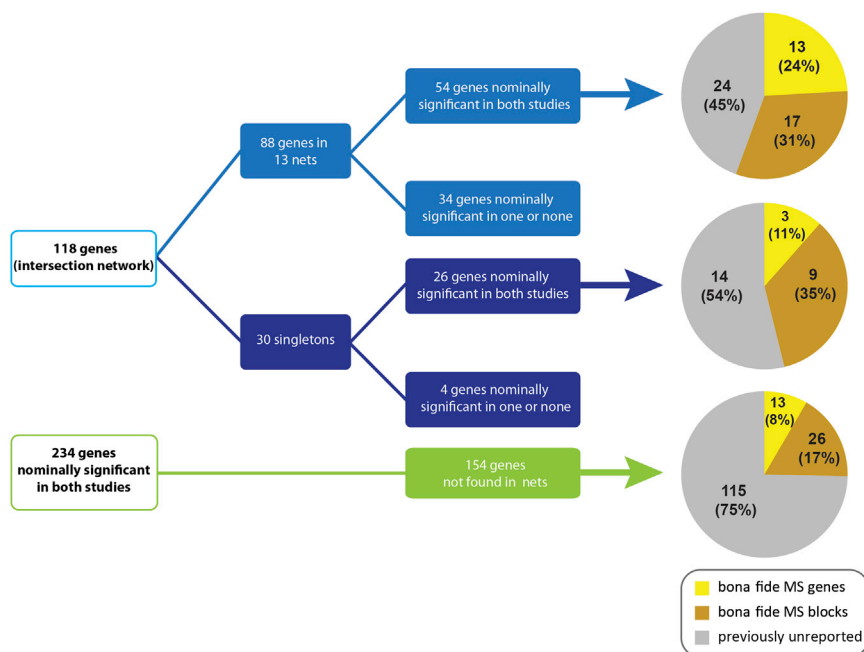 118 genes
(intersection network)
88 genes in
13 nets
54 genes nominally
significant in both studies
34 genes nominally
significant in one or none
30 singletons
26 genes nominally
significant in both studies
4 genes nominally
significant in one or none
234 genes
nominally significant
in both studies
154 genes
not found in nets
13
(24%)
24
(45%)
17
(31%)
3
(11%)
14
(54%)
9
(35%)
13
(8%)
26
(17%)
115
(75%)
bona fide MS genes
bona fide MS blocks
previously unreported